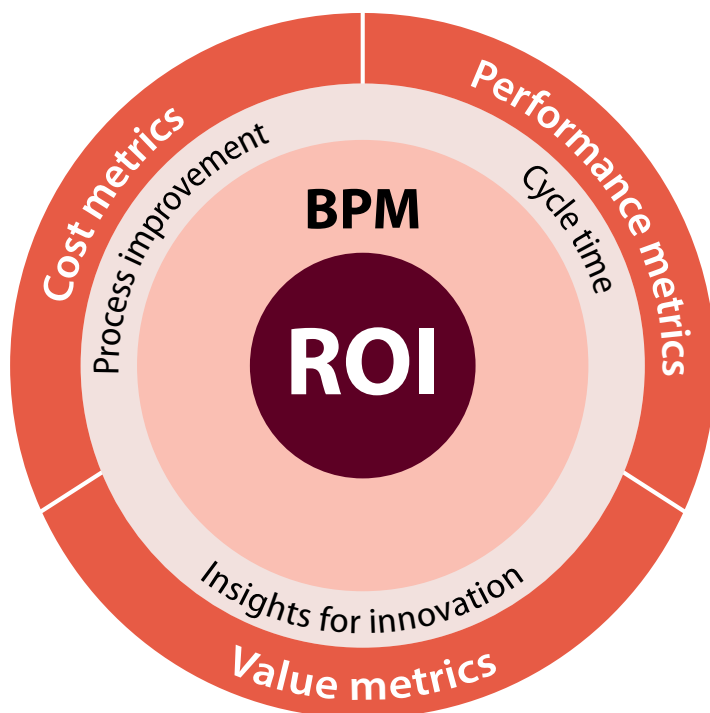 Cost metrics
Performance metrics
Process improvement
Cycle time
BPM
ROI
Insights for innovation
Value metrics